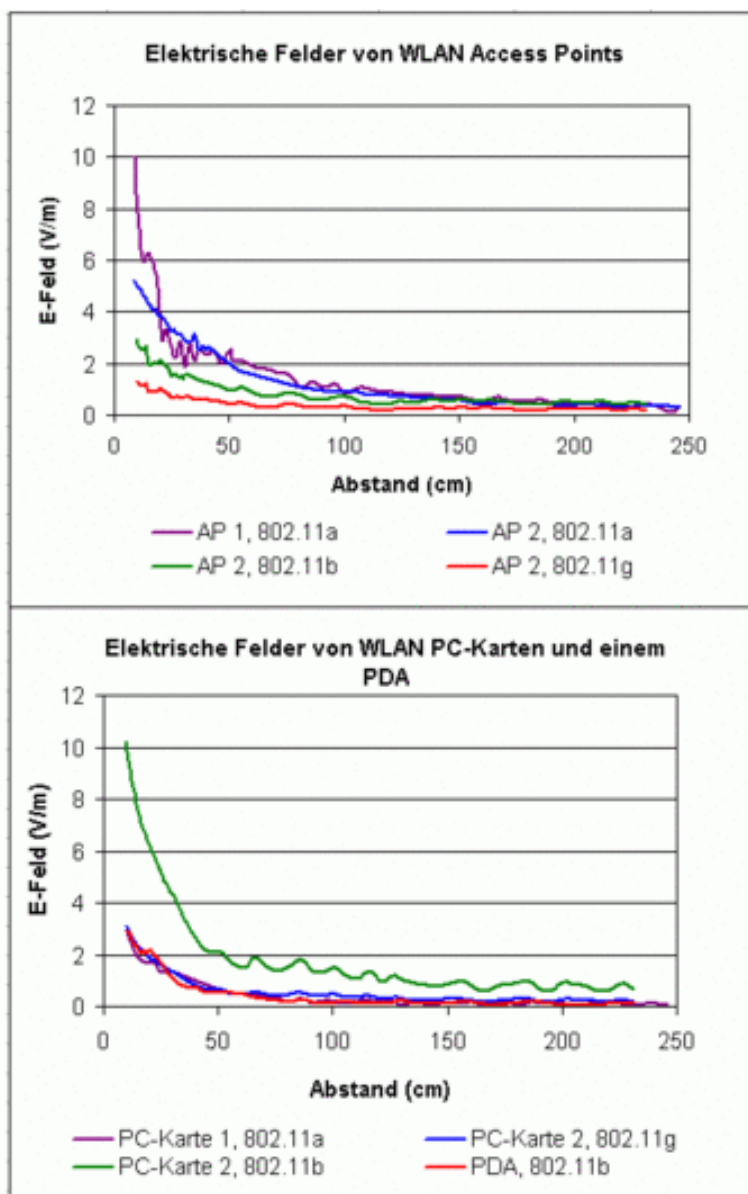 Elektrische Felder von WLAN Access Points
12
10
8
6
4
2
0
E-Feld (V/m)
0 50 100 150 200 250
Abstand (cm)
AP 1, 802.11a AP 2, 802.11a
AP 2, 802.11b AP 2, 802.11g
Elektrische Felder von WLAN PC-Karten und einem
PDA
12
10
8
6
4
2
0
E-Feld (V/m)
0 50 100 150 200 250
Abstand (cm)
PC-Karte 1, 802.11a PC-Karte 2, 802.11g
PC-Karte 2, 802.11b PDA, 802.11b